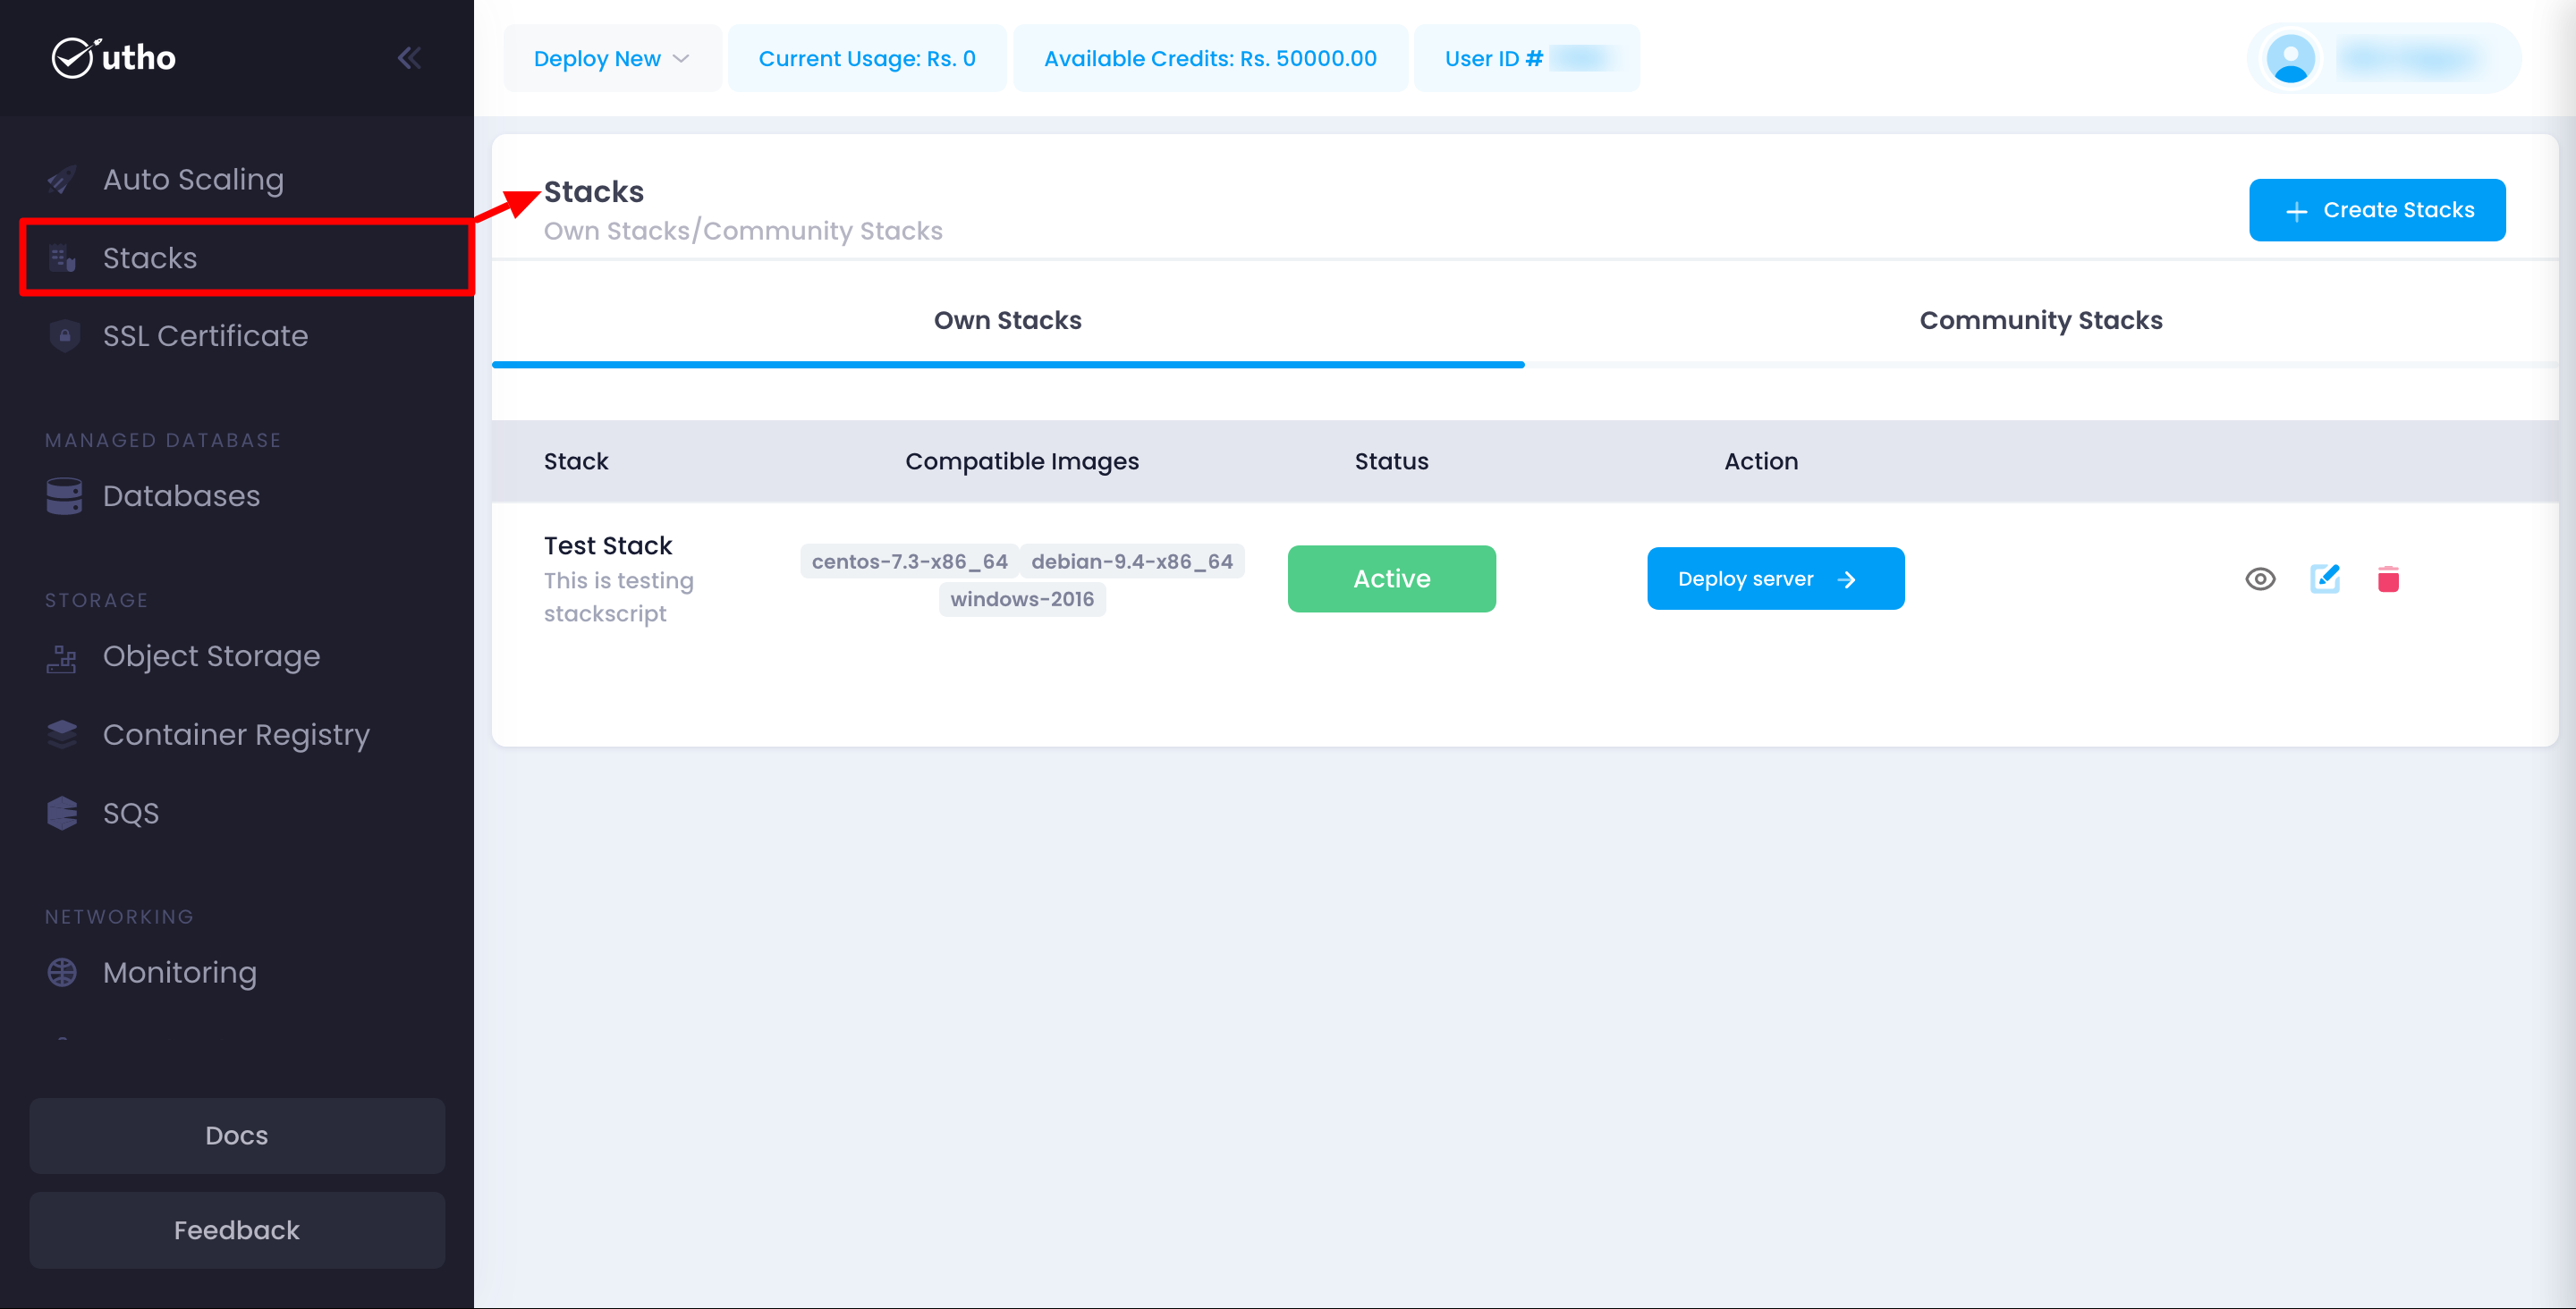 utho
Deploy New
Current Usage: Rs. 0
Available Credits: Rs. 50000.00
User ID #
Auto Scaling
Stacks
SSL Certificate
MANAGED DATABASE
Databases
STORAGE
Object Storage
Container Registry
SQS
NETWORKING
Monitoring
Docs
Feedback
Stacks
Own Stacks/Community Stacks
Create Stacks
Own Stacks
Community Stacks
Stack
Compatible Images
Status
Action
Test Stack
This is testing
stackscript
centos-7.3-x86_64
debian-9.4-x86_64
windows-2016
Active
Deploy server